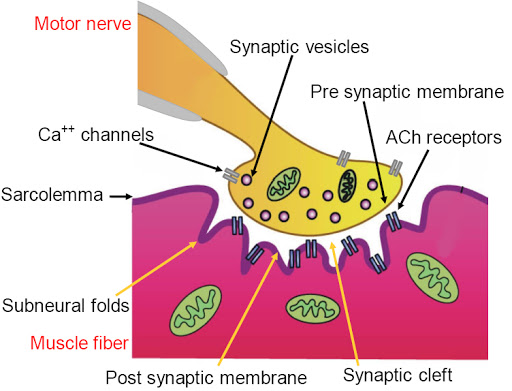 Motor nerve
Synaptic vesicles
Pre synaptic membrane
Ca++ channels
ACh receptors
Sarcolemma
Subneural folds
Muscle fiber
Post synaptic membrane
Synaptic cleft